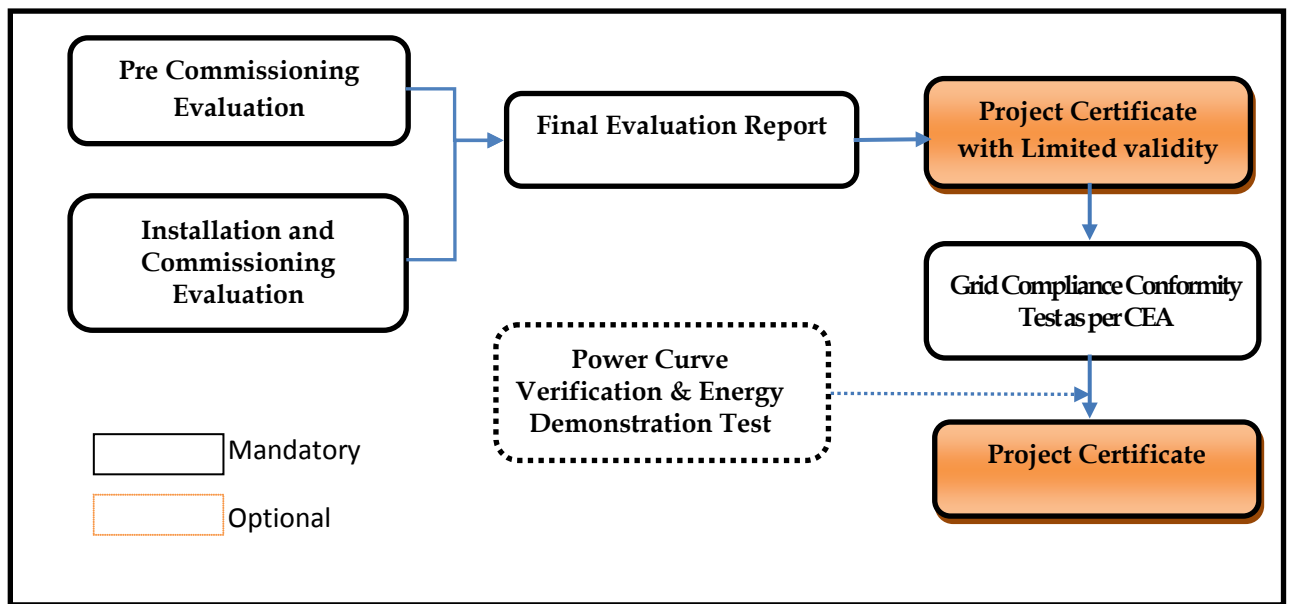 Pre Commissioning
Evaluation
Installation and
Commissioning
Evaluation
Final Evaluation Report
Project Certificate
with Limited validity
Grid Compliance Conformity
Test as per CEA
Power Curve
Verification & Energy
Demonstration Test
Project Certificate
Mandatory
Optional